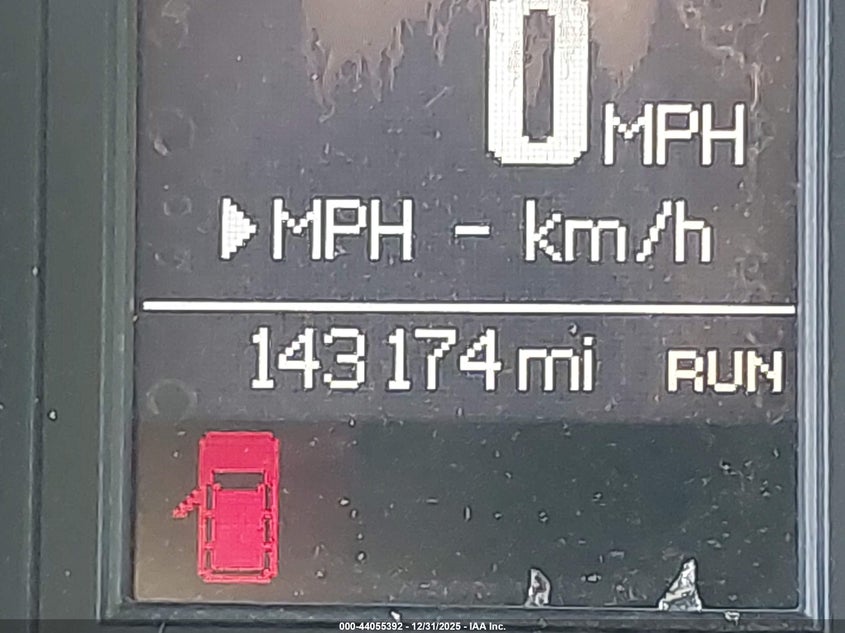 0 MPH
MPH - km/h
143174 mi RUN
000-44055392 - 12/31/2025 - IAA Inc.